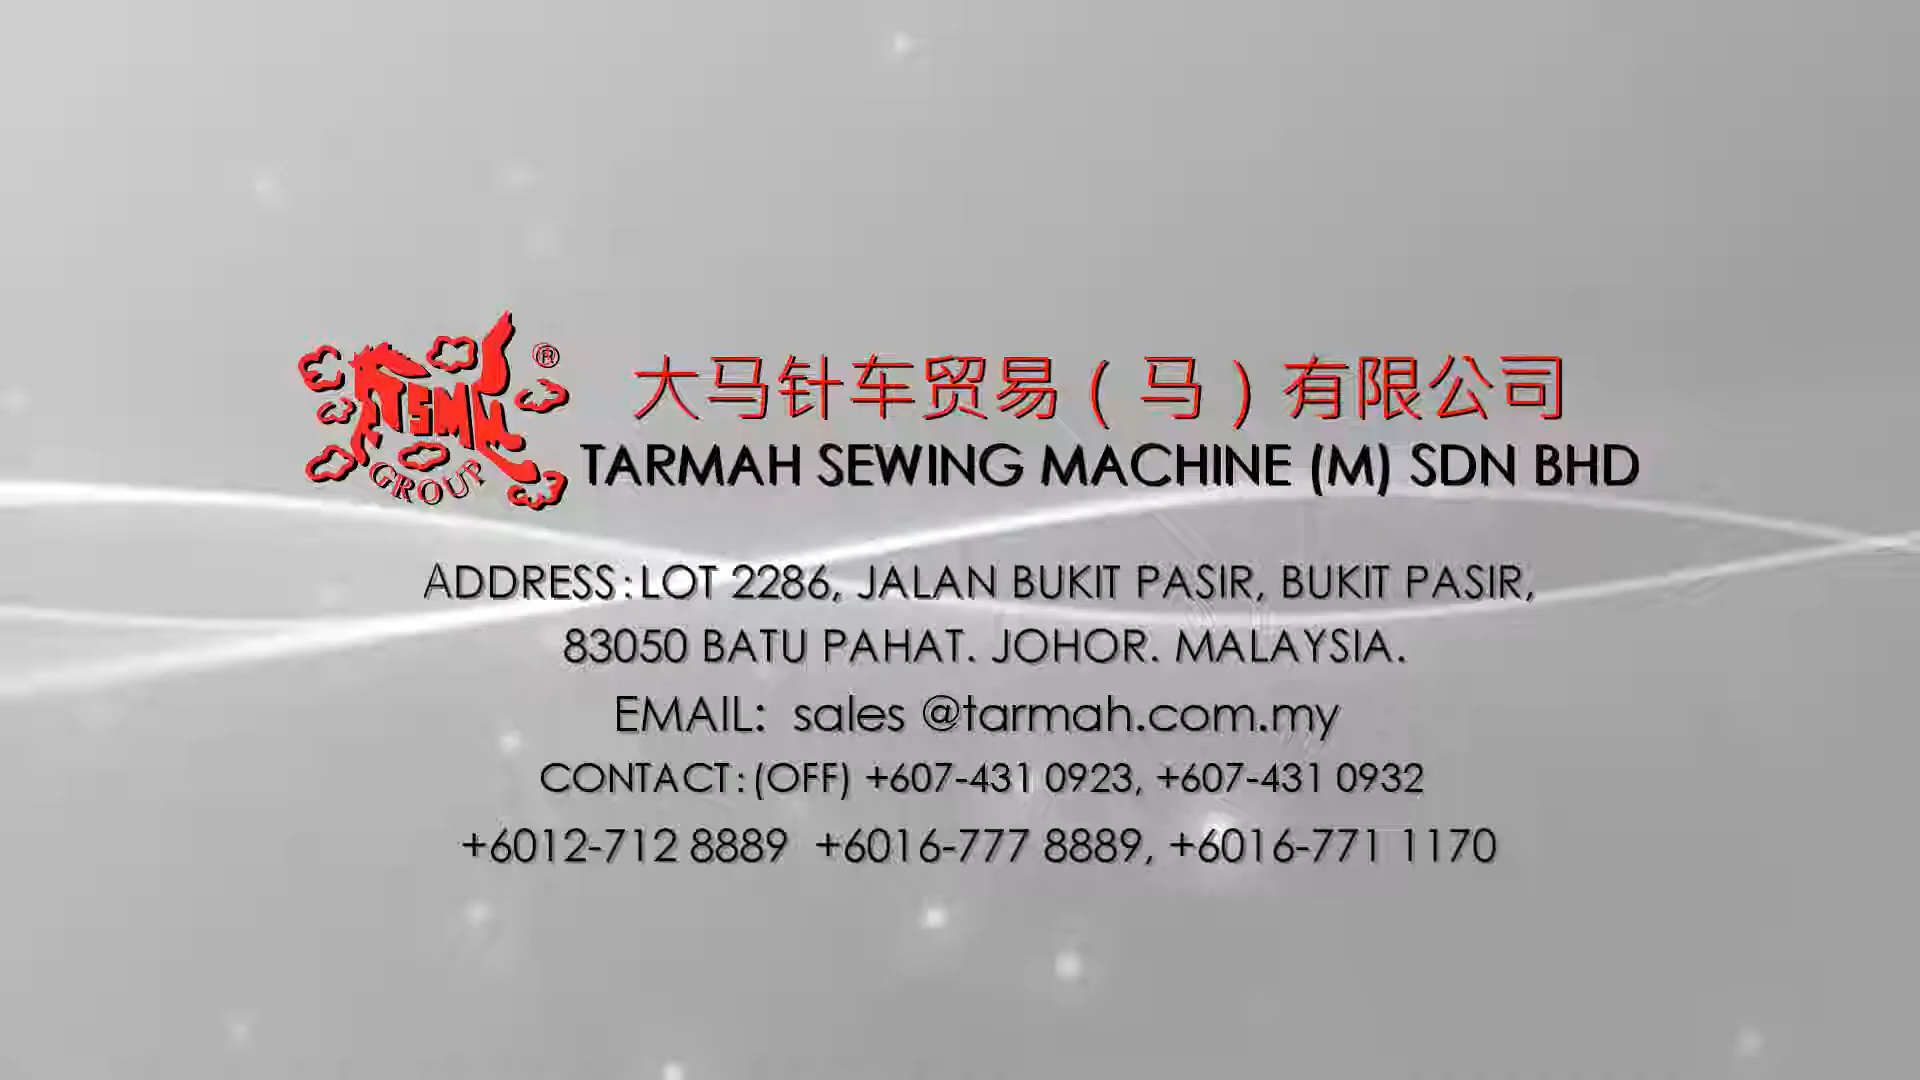 TSM
GROUP
®
大马针车贸易（马）有限公司
TARMAH SEWING MACHINE (M) SDN BHD
ADDRESS : LOT 2286, JALAN BUKIT PASIR, BUKIT PASIR,
83050 BATU PAHAT. JOHOR. MALAYSIA.
EMAIL: sales @tarmah.com.my
CONTACT : (OFF) +607-431 0923, +607-431 0932
+6012-712 8889 +6016-777 8889, +6016-771 1170